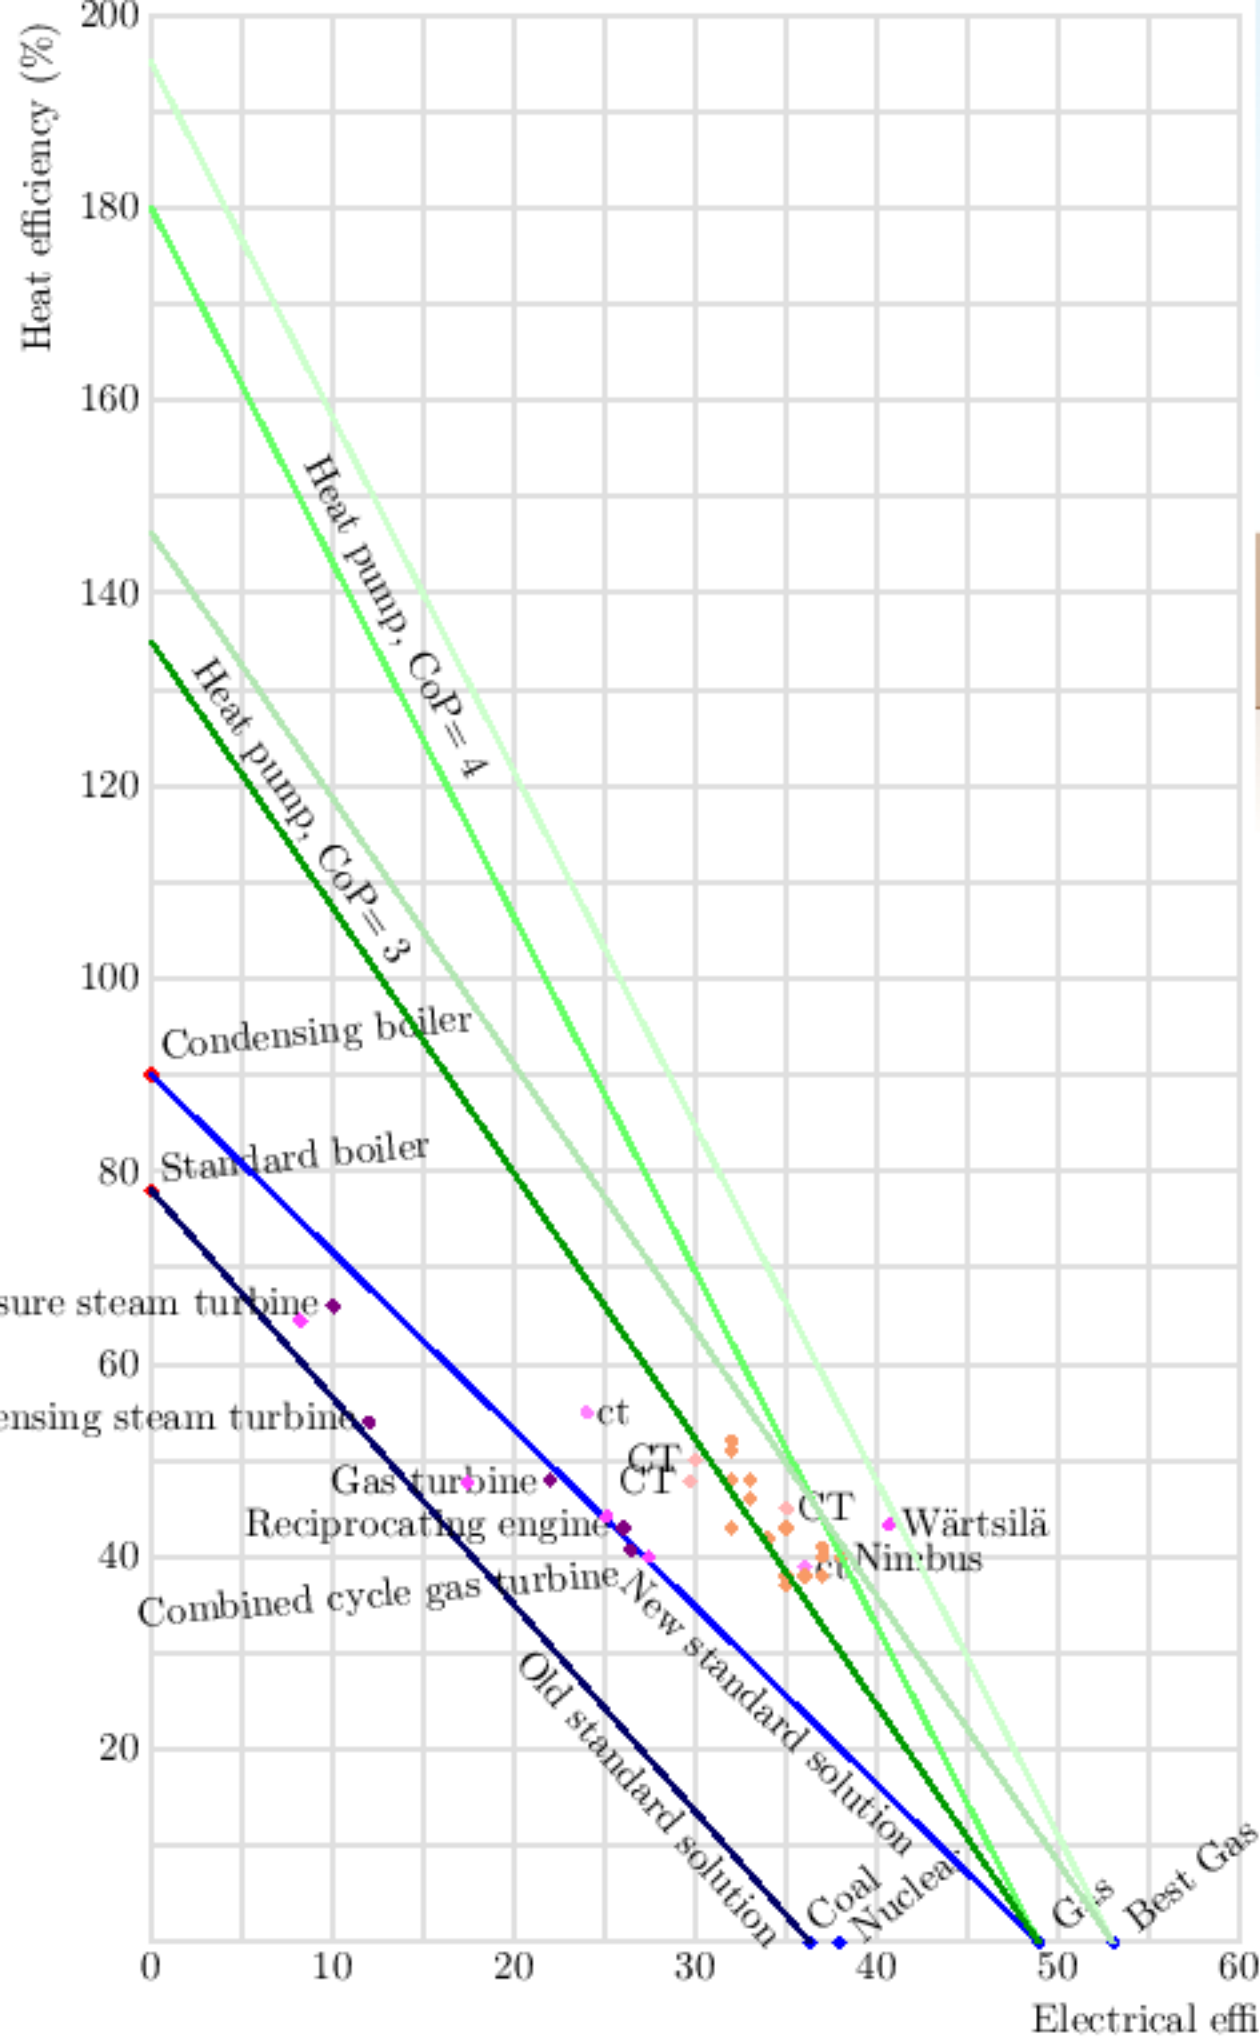 200
Heat efficiency (%)
180
160
Heat pump, CoP= 4
140
Heat pump, CoP= 3
120
100
Condensing boiler
80
Standard boiler
sure steam turbine
60
ensing steam turbine
ct
CT
CT
Gas turbine
CT
Reciprocating engine
Wärtsilä
40
Nimbus
ct
Combined cycle gas turbine
New standard solution
Old standard solution
20
Coal
Nuclear
Gas
Best Gas
0 10 20 30 40 50 60
Electrical effi